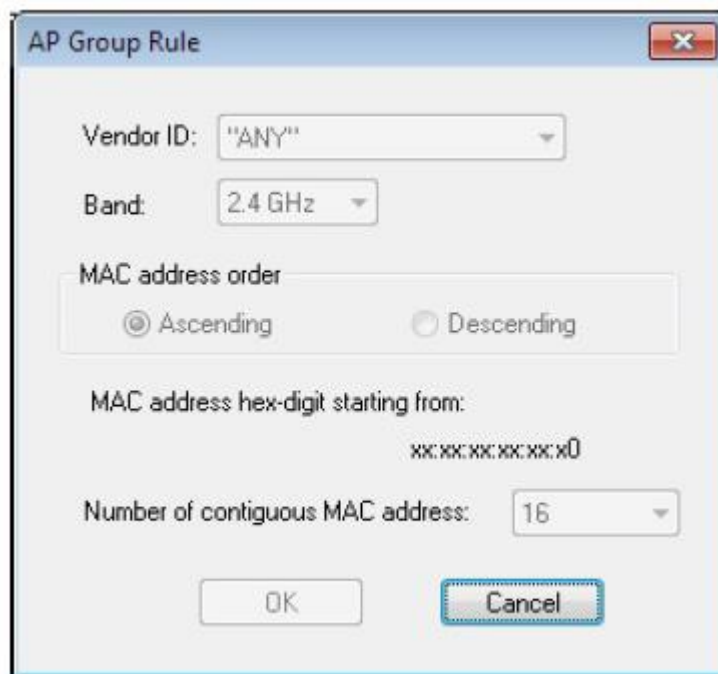 AP Group Rule
Vendor ID: "ANY"
Band: 2.4 GHz
MAC address order
Ascending Descending
MAC address hex-digit starting from:
xx:xx:xx:xx:xx:x0
Number of contiguous MAC address: 16
OK Cancel